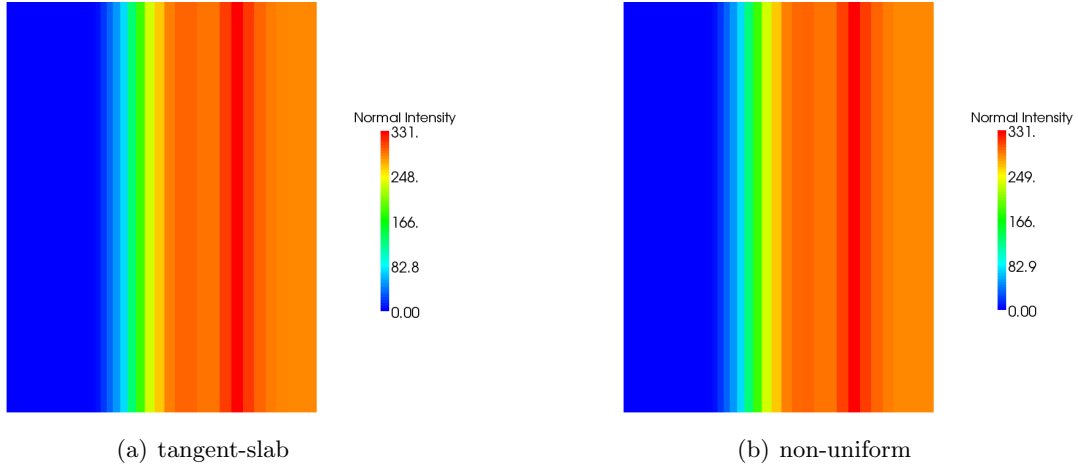 Normal Intensity
331.
248.
166.
82.8
0.00
(a) tangent-slab
Normal Intensity
331.
249.
166.
82.9
0.00
(b) non-uniform